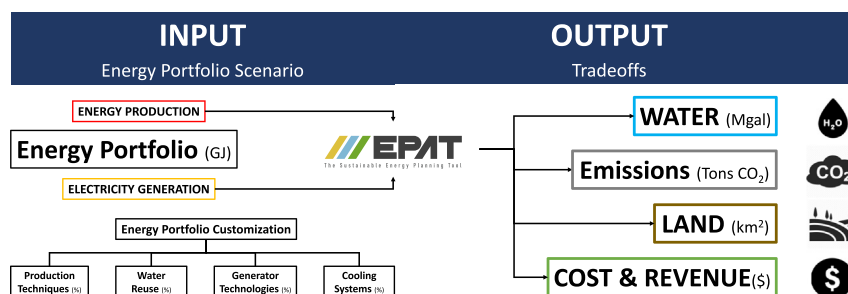 INPUT
Energy Portfolio Scenario
OUTPUT
Tradeoffs
ENERGY PRODUCTION
Energy Portfolio (GJ)
ELECTRICITY GENERATION
EPAT
The Sustainable Energy Planning Tool
Energy Portfolio Customization
Production
Techniques (%)
Water
Reuse (%)
Generator
Technologies (%)
Cooling
Systems (%)
WATER (Mgal)
H₂O
Emissions (Tons CO₂)
CO₂
LAND (km²)
COST & REVENUE($)
$